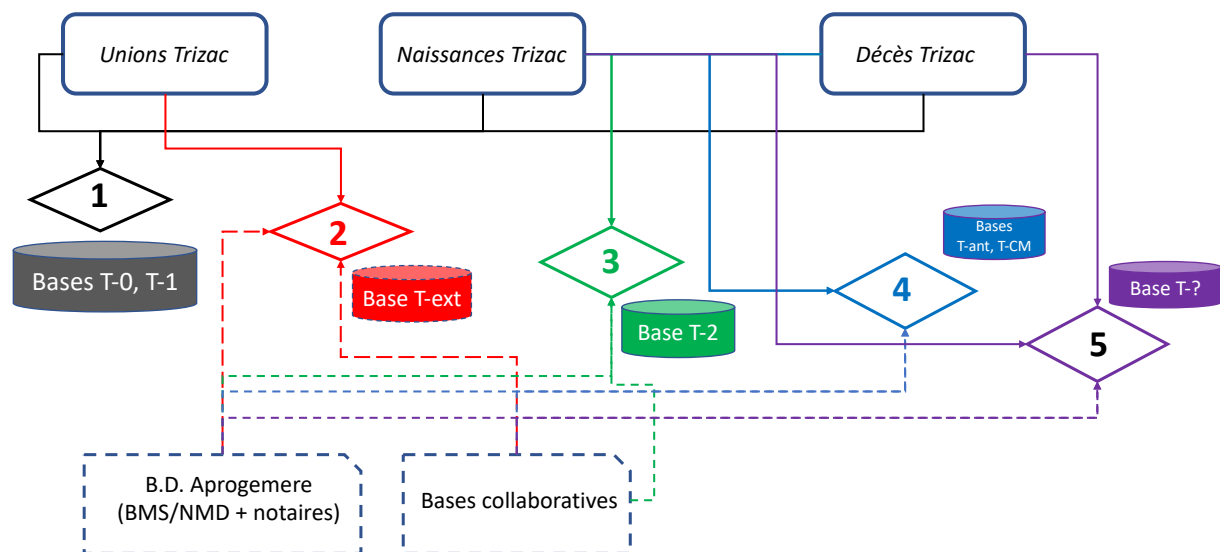 Unions Trizac
Naissances Trizac
Décès Trizac
1
2
3
4
5
Bases T-0, T-1
Base T-ext
Base T-2
Bases
T-ant, T-CM
Base T-?
B.D. Aprogemere
(BMS/NMD + notaires)
Bases collaboratives